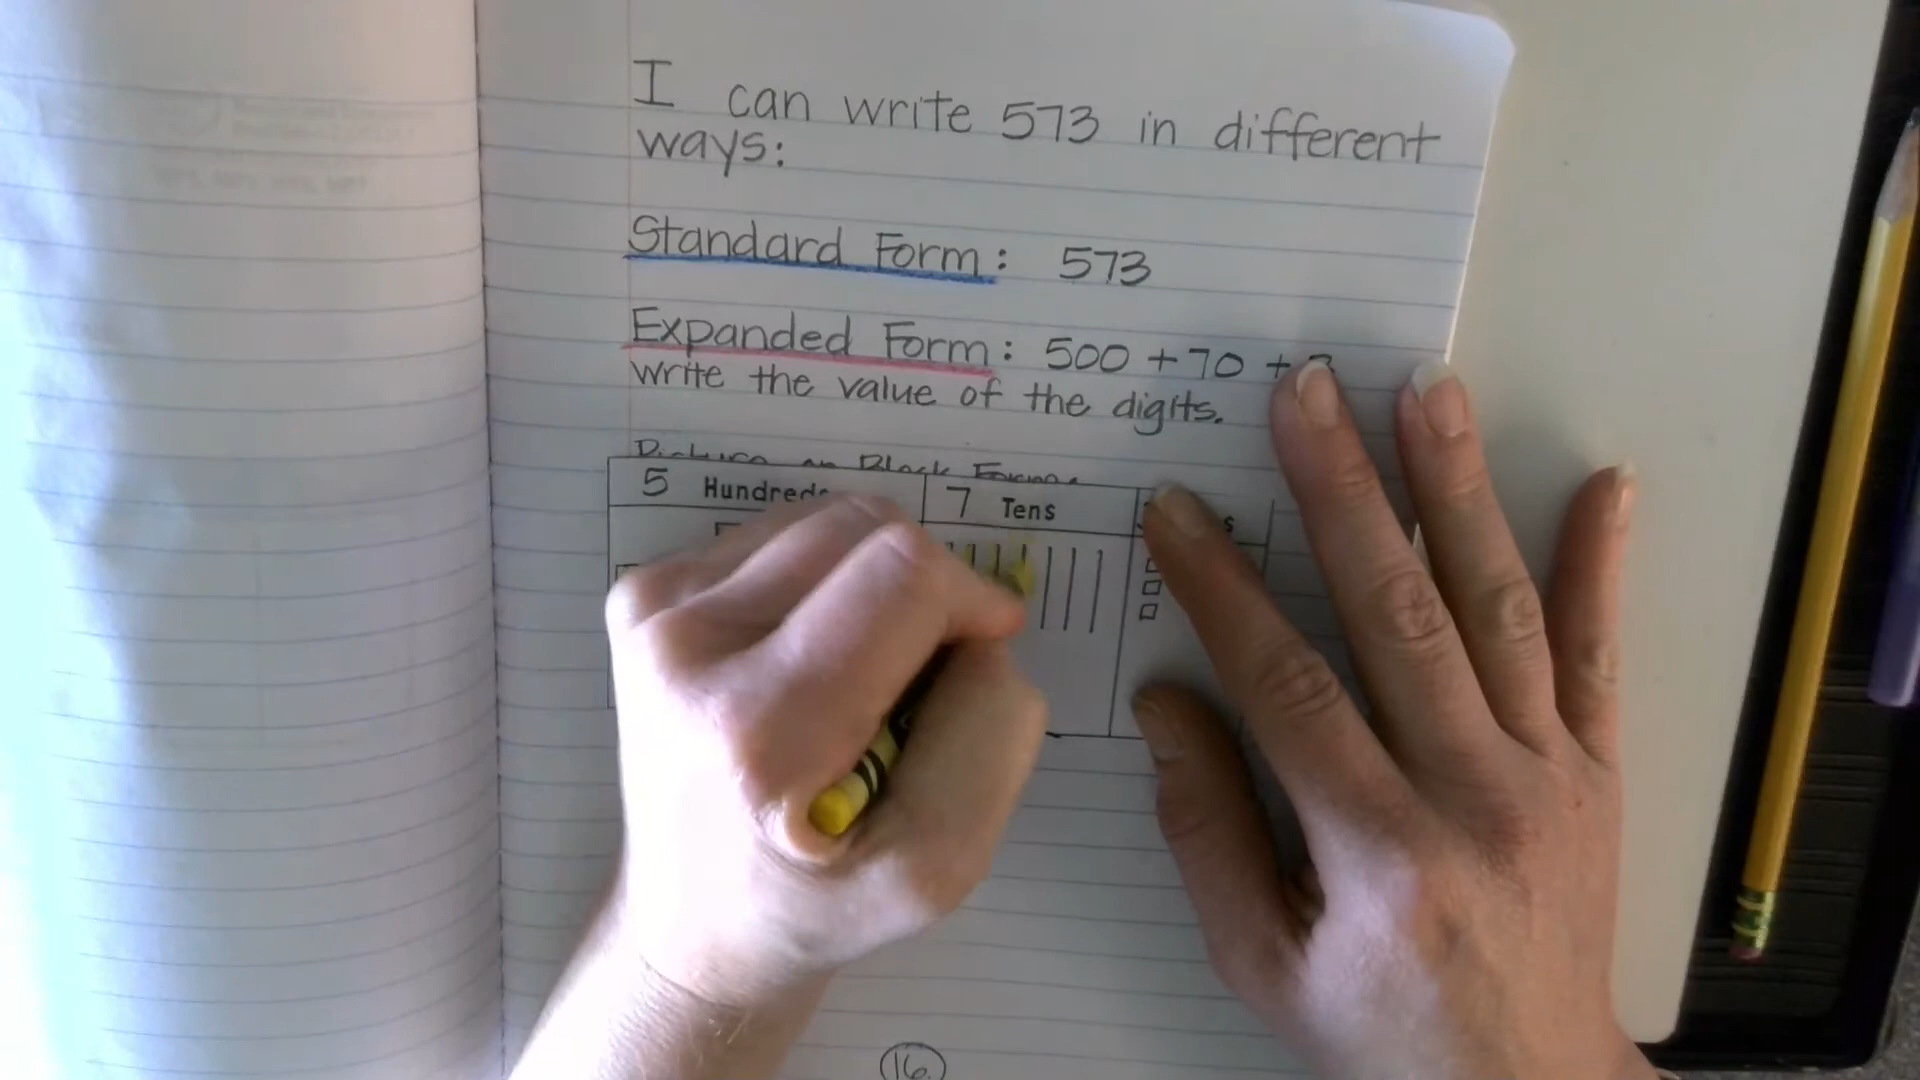 I can write 573 in different
ways:
Standard Form: 573
Expanded Form: 500 + 70 +
write the value of the digits.
Form:
5 Hundreds 7 Tens
16